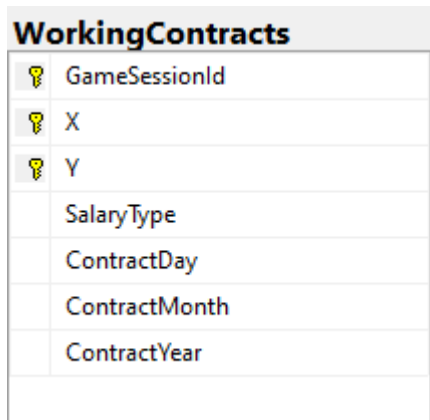 WorkingContracts
GameSessionId
X
Y
SalaryType
ContractDay
ContractMonth
ContractYear